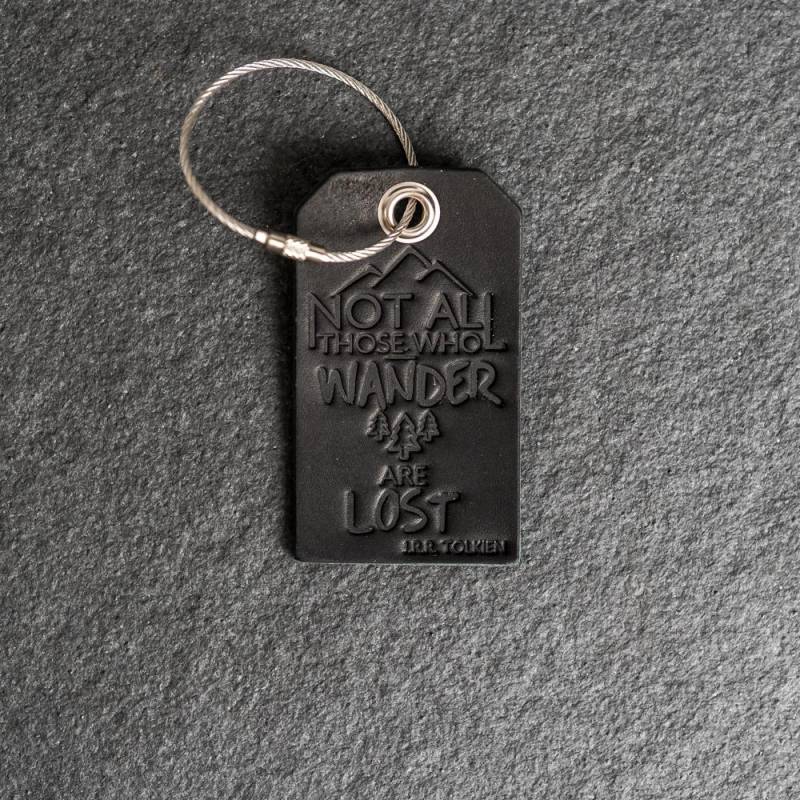 NOT ALL
THOSE WHO
WANDER
ARE
LOST
J.R.R. TOLKIEN